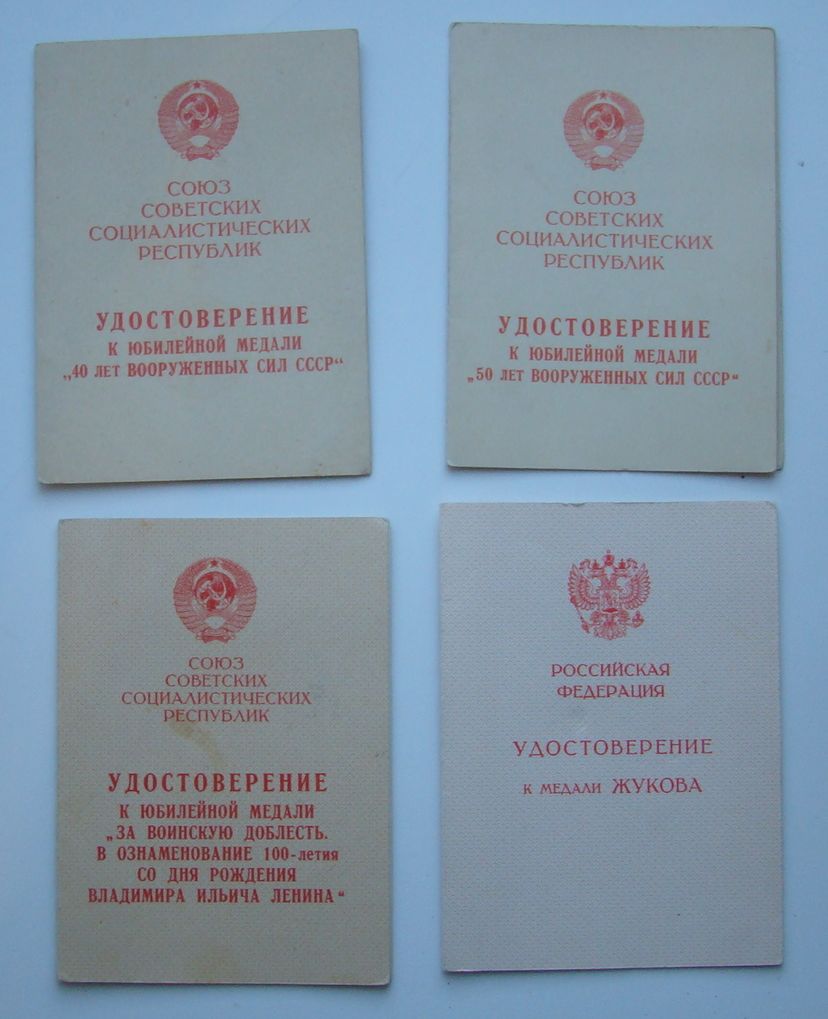 СОЮЗ
СОВЕТСКИХ
СОЦИАЛИСТИЧЕСКИХ
РЕСПУБЛИК
УДОСТОВЕРЕНИЕ
К ЮБИЛЕЙНОЙ МЕДАЛИ
„40 лет ВООРУЖЕННЫХ СИЛ СССР“
СОЮЗ
СОВЕТСКИХ
СОЦИАЛИСТИЧЕСКИХ
РЕСПУБЛИК
УДОСТОВЕРЕНИЕ
К ЮБИЛЕЙНОЙ МЕДАЛИ
„50 лет ВООРУЖЕННЫХ СИЛ СССР“
СОЮЗ
СОВЕТСКИХ
СОЦИАЛИСТИЧЕСКИХ
РЕСПУБЛИК
УДОСТОВЕРЕНИЕ
К ЮБИЛЕЙНОЙ МЕДАЛИ
„ЗА ВОИНСКУЮ ДОБЛЕСТЬ.
В ОЗНАМЕНОВАНИЕ 100-летия
СО ДНЯ РОЖДЕНИЯ
ВЛАДИМИРА ИЛЬИЧА ЛЕНИНА“
РОССИЙСКАЯ
ФЕДЕРАЦИЯ
УДОСТОВЕРЕНИЕ
К МЕДАЛИ ЖУКОВА